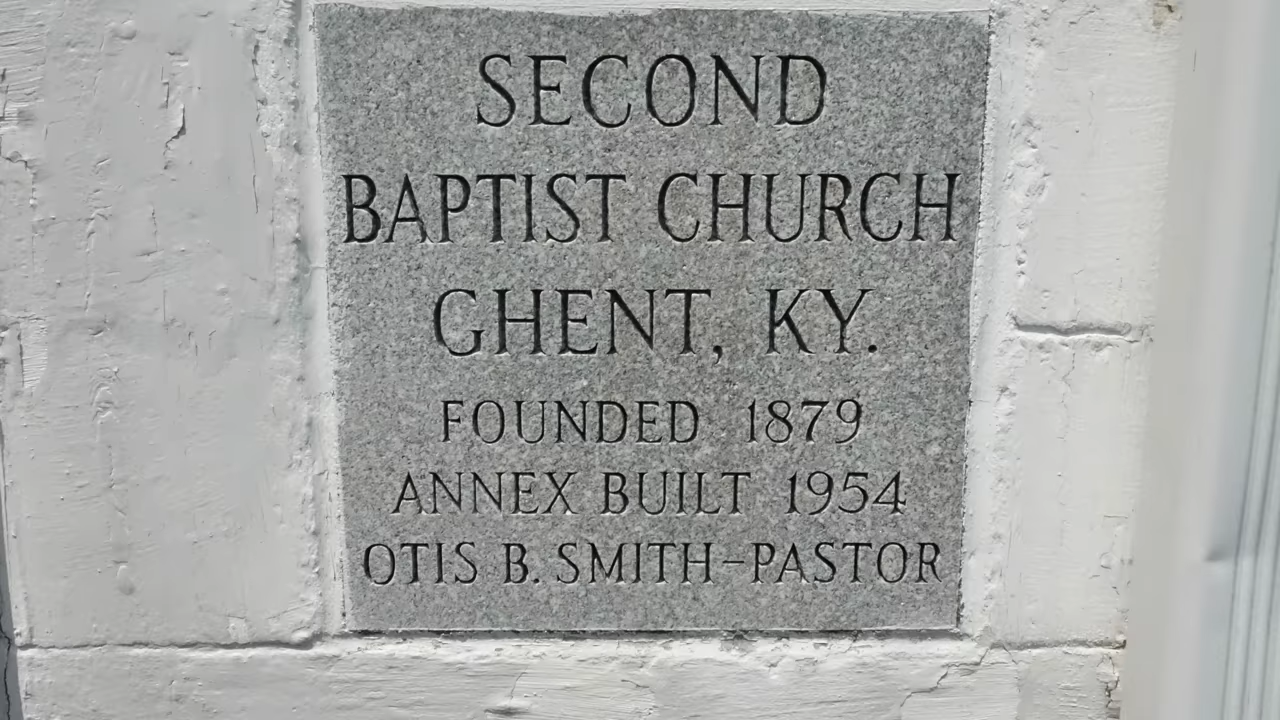 SECOND
BAPTIST CHURCH
GHENT, KY.
FOUNDED 1879
ANNEX BUILT 1954
OTIS B. SMITH-PASTOR